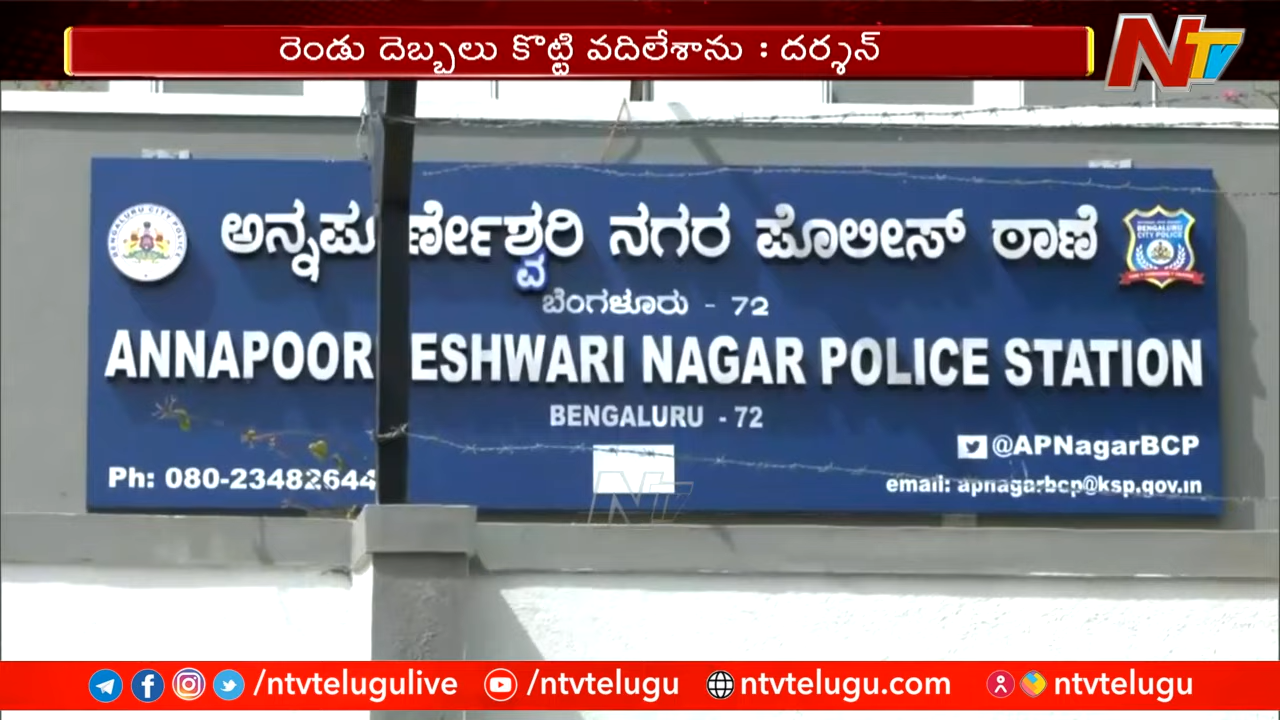 రెండు దెబ్బలు కొట్టి వదిలేశాను : దర్శన్
NTV
ಅನ್ನಪೂರ್ಣೇಶ್ವರಿ ನಗರ ಪೊಲೀಸ್ ಠಾಣೆ
ಬೆಂಗಳೂರು - 72
ANNAPOOR ESHWARI NAGAR POLICE STATION
BENGALURU - 72
@APNagarBCP
Ph: 080-23482644
email: apnagarbcp@ksp.gov.in
NTV
/ntvtelugulive /ntvtelugu ntvtelugu.com ntvtelugu